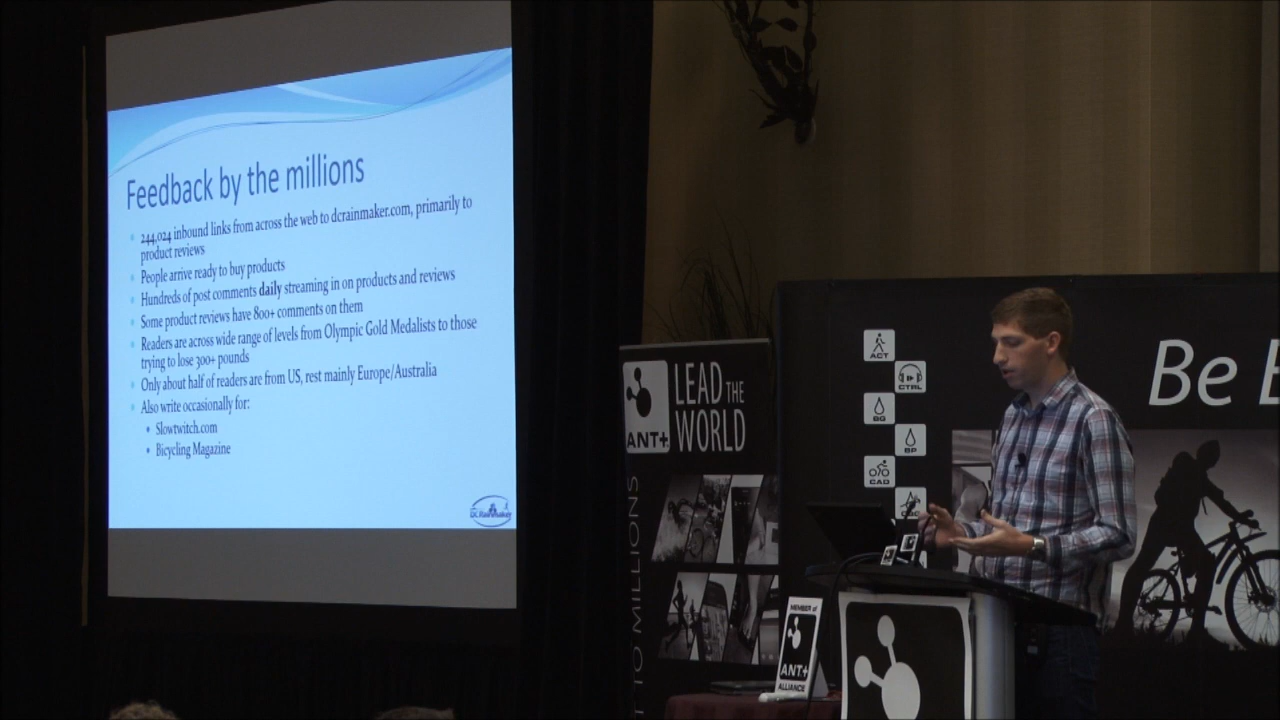 Feedback by the millions
244,024 inbound links from across the web to dcrainmaker.com, primarily to
product reviews
People arrive ready to buy products
Hundreds of post comments daily streaming in on products and reviews
Some product reviews have 800+ comments on them
Readers are across wide range of levels from Olympic Gold Medalists to those
trying to lose 300+ pounds
Only about half of readers are from US, rest mainly Europe/Australia
Also write occasionally for:
Slowtwitch.com
Bicycling Magazine
DC Rainmaker
ANT+
LEAD THE
WORLD
TO MILLIONS
ACT
CTRL
BG
BP
CAD
Be
MEMBER of
ANT+
ALLIANCE